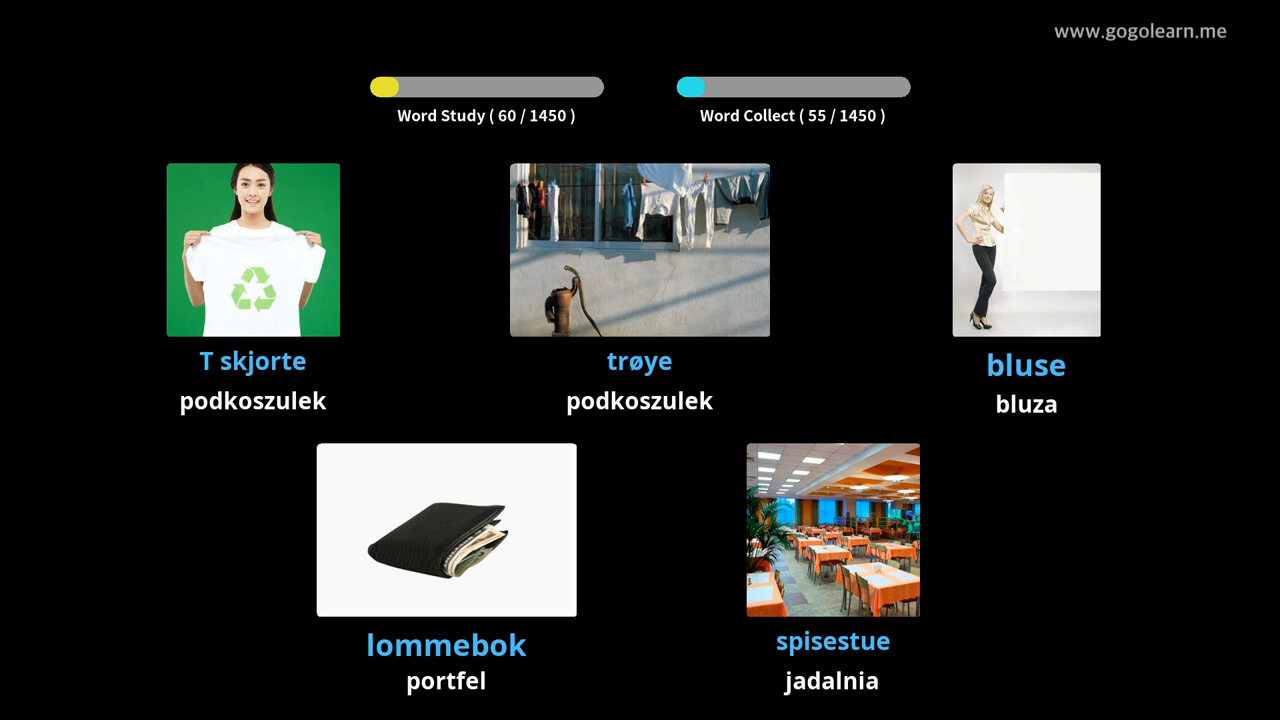 www.gogolearn.me
Word Study ( 60 / 1450 )
Word Collect ( 55 / 1450 )
T skjorte
podkoszulek
trøye
podkoszulek
bluse
bluza
lommebok
portfel
spisestue
jadalnia